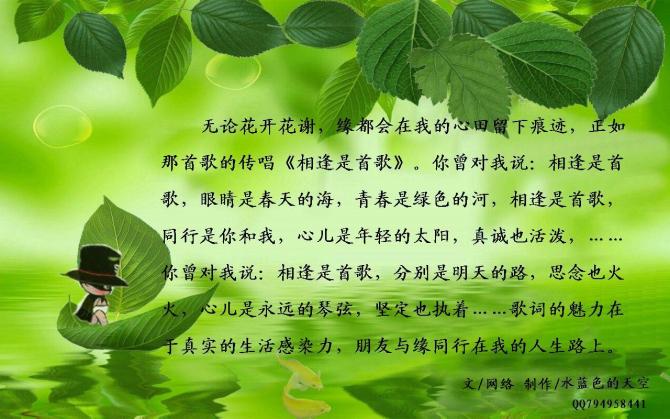 无论花开花谢，缘都会在我的心田留下痕迹，正如
那首歌的传唱《相逢是首歌》。你曾对我说：相逢是首
歌，眼睛是春天的海，青春是绿色的河，相逢是首歌，
同行是你和我，心儿是年轻的太阳，真诚也活泼，……
你曾对我说：相逢是首歌，分别是明天的路，思念也火
火，心儿是永远的琴弦，坚定也执着……歌词的魅力在
于真实的生活感染力，朋友与缘同行在我的人生路上。
文/网络 制作/水蓝色的天空
QQ794958441